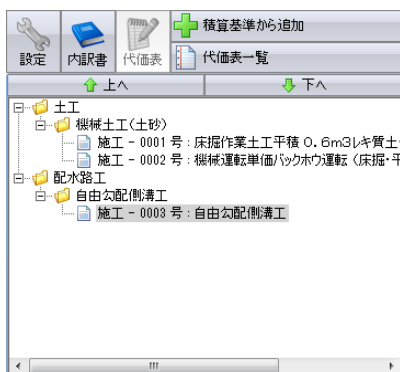 設定
内訳書
代価表
積算基準から追加
代価表一覧
上へ
下へ
土工
機械土工(土砂)
施工 - 0001 号 : 床掘作業土工平積 0.6m3レキ質土
施工 - 0002 号 : 機械運転単価バックホウ運転 (床掘・平
配水路工
自由勾配側溝工
施工 - 0003 号 : 自由勾配側溝工